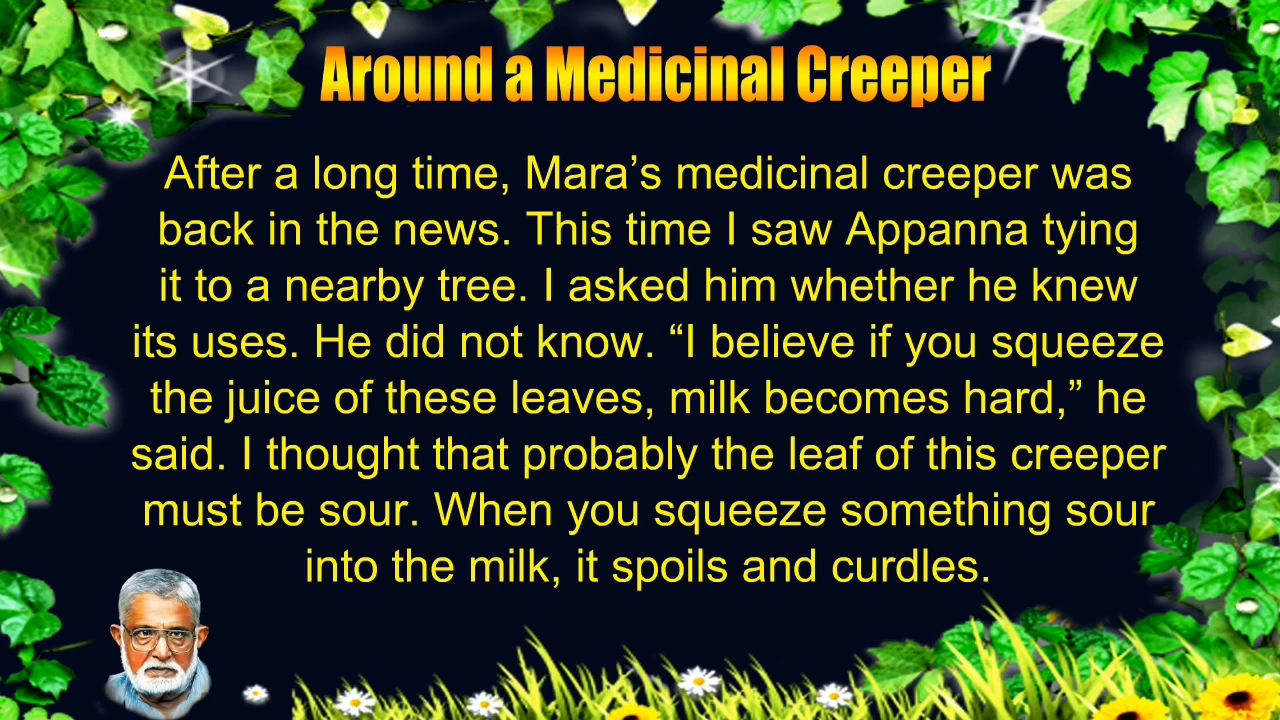 Around a Medicinal Creeper
After a long time, Mara’s medicinal creeper was
back in the news. This time I saw Appanna tying
it to a nearby tree. I asked him whether he knew
its uses. He did not know. “I believe if you squeeze
the juice of these leaves, milk becomes hard,” he
said. I thought that probably the leaf of this creeper
must be sour. When you squeeze something sour
into the milk, it spoils and curdles.